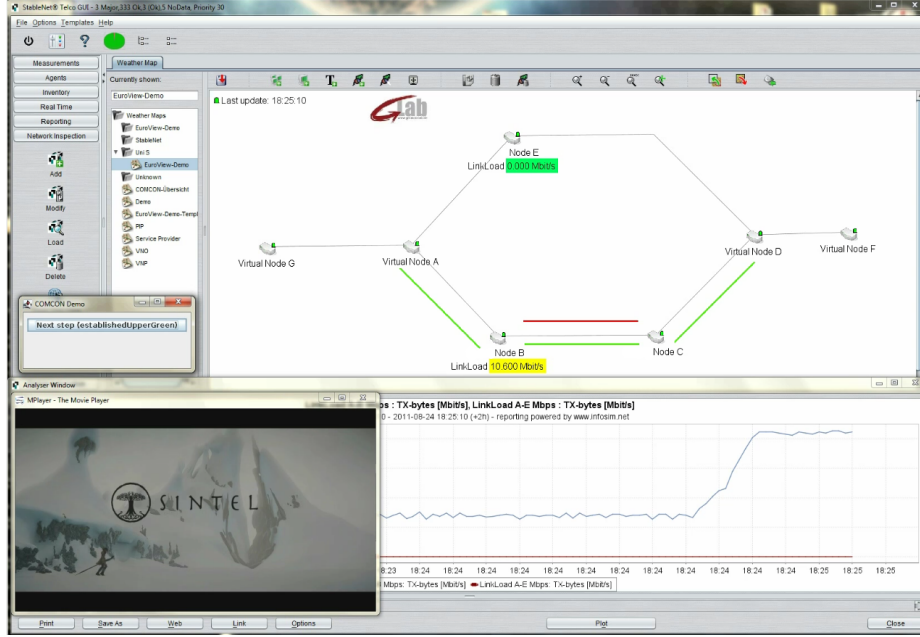 StableNet® Telco GUI - 3 Major,333 Ok,3 (Ok),5 NoData, Priority 30
File Options Templates Help
Measurements
Agents
Inventory
Real Time
Reporting
Network Inspection
Add
Modify
Load
Delete
Weather Map
Currently shown:
EuroView-Demo
Weather Maps
EuroView-Demo
StableNet
Uni S
EuroView-Demo
Unknown
COMCON-Übersicht
Demo
EuroView-Demo-Templ
PIP
Service Provider
VNO
VNP
Last update: 18:25:10
G Lab
Node E
LinkLoad 0.000 Mbit/s
Virtual Node G
Virtual Node A
Virtual Node D
Virtual Node F
Node B
LinkLoad 10.600 Mbit/s
Node C
COMCON Demo
Next step (establishedUpperGreen)
Analyser Window
MPlayer - The Movie Player
SINTEL
ps : TX-bytes [Mbit/s], LinkLoad A-E Mbps : TX-bytes [Mbit/s]
0 - 2011-08-24 18:25:10 (+2h) - reporting powered by www.infosim.net
8:23 18:24 18:24 18:24 18:24 18:24 18:24 18:24 18:24 18:24 18:24 18:24 18:24 18:25 18:25 18:25
Mbps: TX-bytes [Mbit/s] LinkLoad A-E Mbps: TX-bytes [Mbit/s]
Print Save As Web Link Options Plot Close